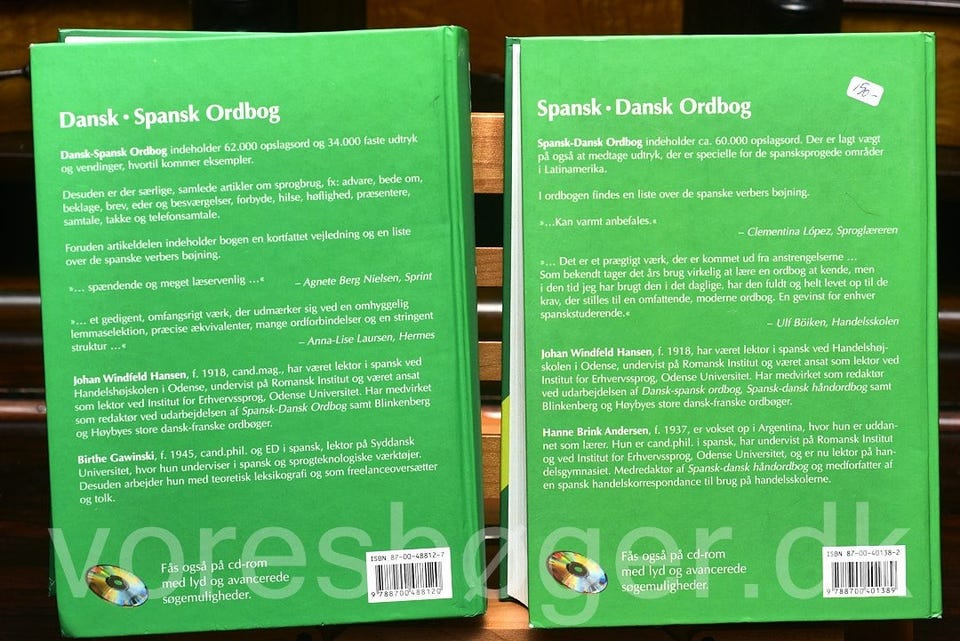 Dansk • Spansk Ordbog
Dansk-Spansk Ordbog indeholder 62.000 opslagsord og 34.000 faste udtryk
og vendinger, hvortil kommer eksempler.
Desuden er der særlige, samlede artikler om sprogbrug, fx: advare, bede om,
beklage, brev, eder og besværgelser, forbyde, hilse, høflighed, præsentere,
samtale, takke og telefonsamtale.
Foruden artikeldelen indeholder bogen en kortfattet vejledning og en liste
over de spanske verbers bøjning.
»... spændende og meget læservenlig ...«
– Agnete Berg Nielsen, Sprint
»... et gedigent, omfangsrigt værk, der udmærker sig ved en omhyggelig
lemmaselektion, præcise ækvivalenter, mange ordforbindelser og en stringent
struktur ...«
– Anna-Lise Laursen, Hermes
Johan Windfeld Hansen, f. 1918, cand.mag., har været lektor i spansk ved
Handelshøjskolen i Odense, undervist på Romansk Institut og været ansat
som lektor ved Institut for Erhvervssprog, Odense Universitet. Har medvirket
som redaktør ved udarbejdelsen af Spansk-Dansk Ordbog samt Blinkenberg
og Høybyes store dansk-franske ordbøger.
Birthe Gawinski, f. 1945, cand.phil. og ED i spansk, lektor på Syddansk
Universitet, hvor hun underviser i spansk og sprogteknologiske værktøjer.
Desuden arbejder hun med teoretisk leksikografi og som freelanceoversætter
og tolk.
Fås også på cd-rom
med lyd og avancerede
søgemuligheder.
ISBN 87-00-48812-7
9 788700 488120
Spansk • Dansk Ordbog
150,-
Spansk-Dansk Ordbog indeholder ca. 60.000 opslagsord. Der er lagt vægt
på også at medtage udtryk, der er specielle for de spansksprogede områder
i Latinamerika.
I ordbogen findes en liste over de spanske verbers bøjning.
»...Kan varmt anbefales.«
– Clementina López, Sproglæreren
»... Det er et prægtigt værk, der er kommet ud fra anstrengelserne ...
Som bekendt tager det års brug virkelig at lære en ordbog at kende, men
i den tid jeg har brugt den i det daglige, har den fuldt og helt levet op til de
krav, der stilles til en omfattende, moderne ordbog. En gevinst for enhver
spanskstuderende.«
– Ulf Böiken, Handelsskolen
Johan Windfeld Hansen, f. 1918, har været lektor i spansk ved Handelshøj-
skolen i Odense, undervist på Romansk Institut og været ansat som lektor ved
Institut for Erhvervssprog, Odense Universitet. Har medvirket som redaktør
ved udarbejdelsen af Dansk-spansk ordbog, Spansk-dansk håndordbog samt
Blinkenberg og Høybyes store dansk-franske ordbøger.
Hanne Brink Andersen, f. 1937, er vokset op i Argentina, hvor hun er uddan-
net som lærer. Hun er cand.phil. i spansk, har undervist på Romansk Institut
og ved Institut for Erhvervssprog, Odense Universitet, og er nu lektor på han-
delsgymnasiet. Medredaktør af Spansk-dansk håndordbog og medforfatter af
en spansk handelskorrespondance til brug på handelsskolerne.
Fås også på cd-rom
med lyd og avancerede
søgemuligheder.
ISBN 87-00-40138-2
9 788700 401389
voresbøger.dk